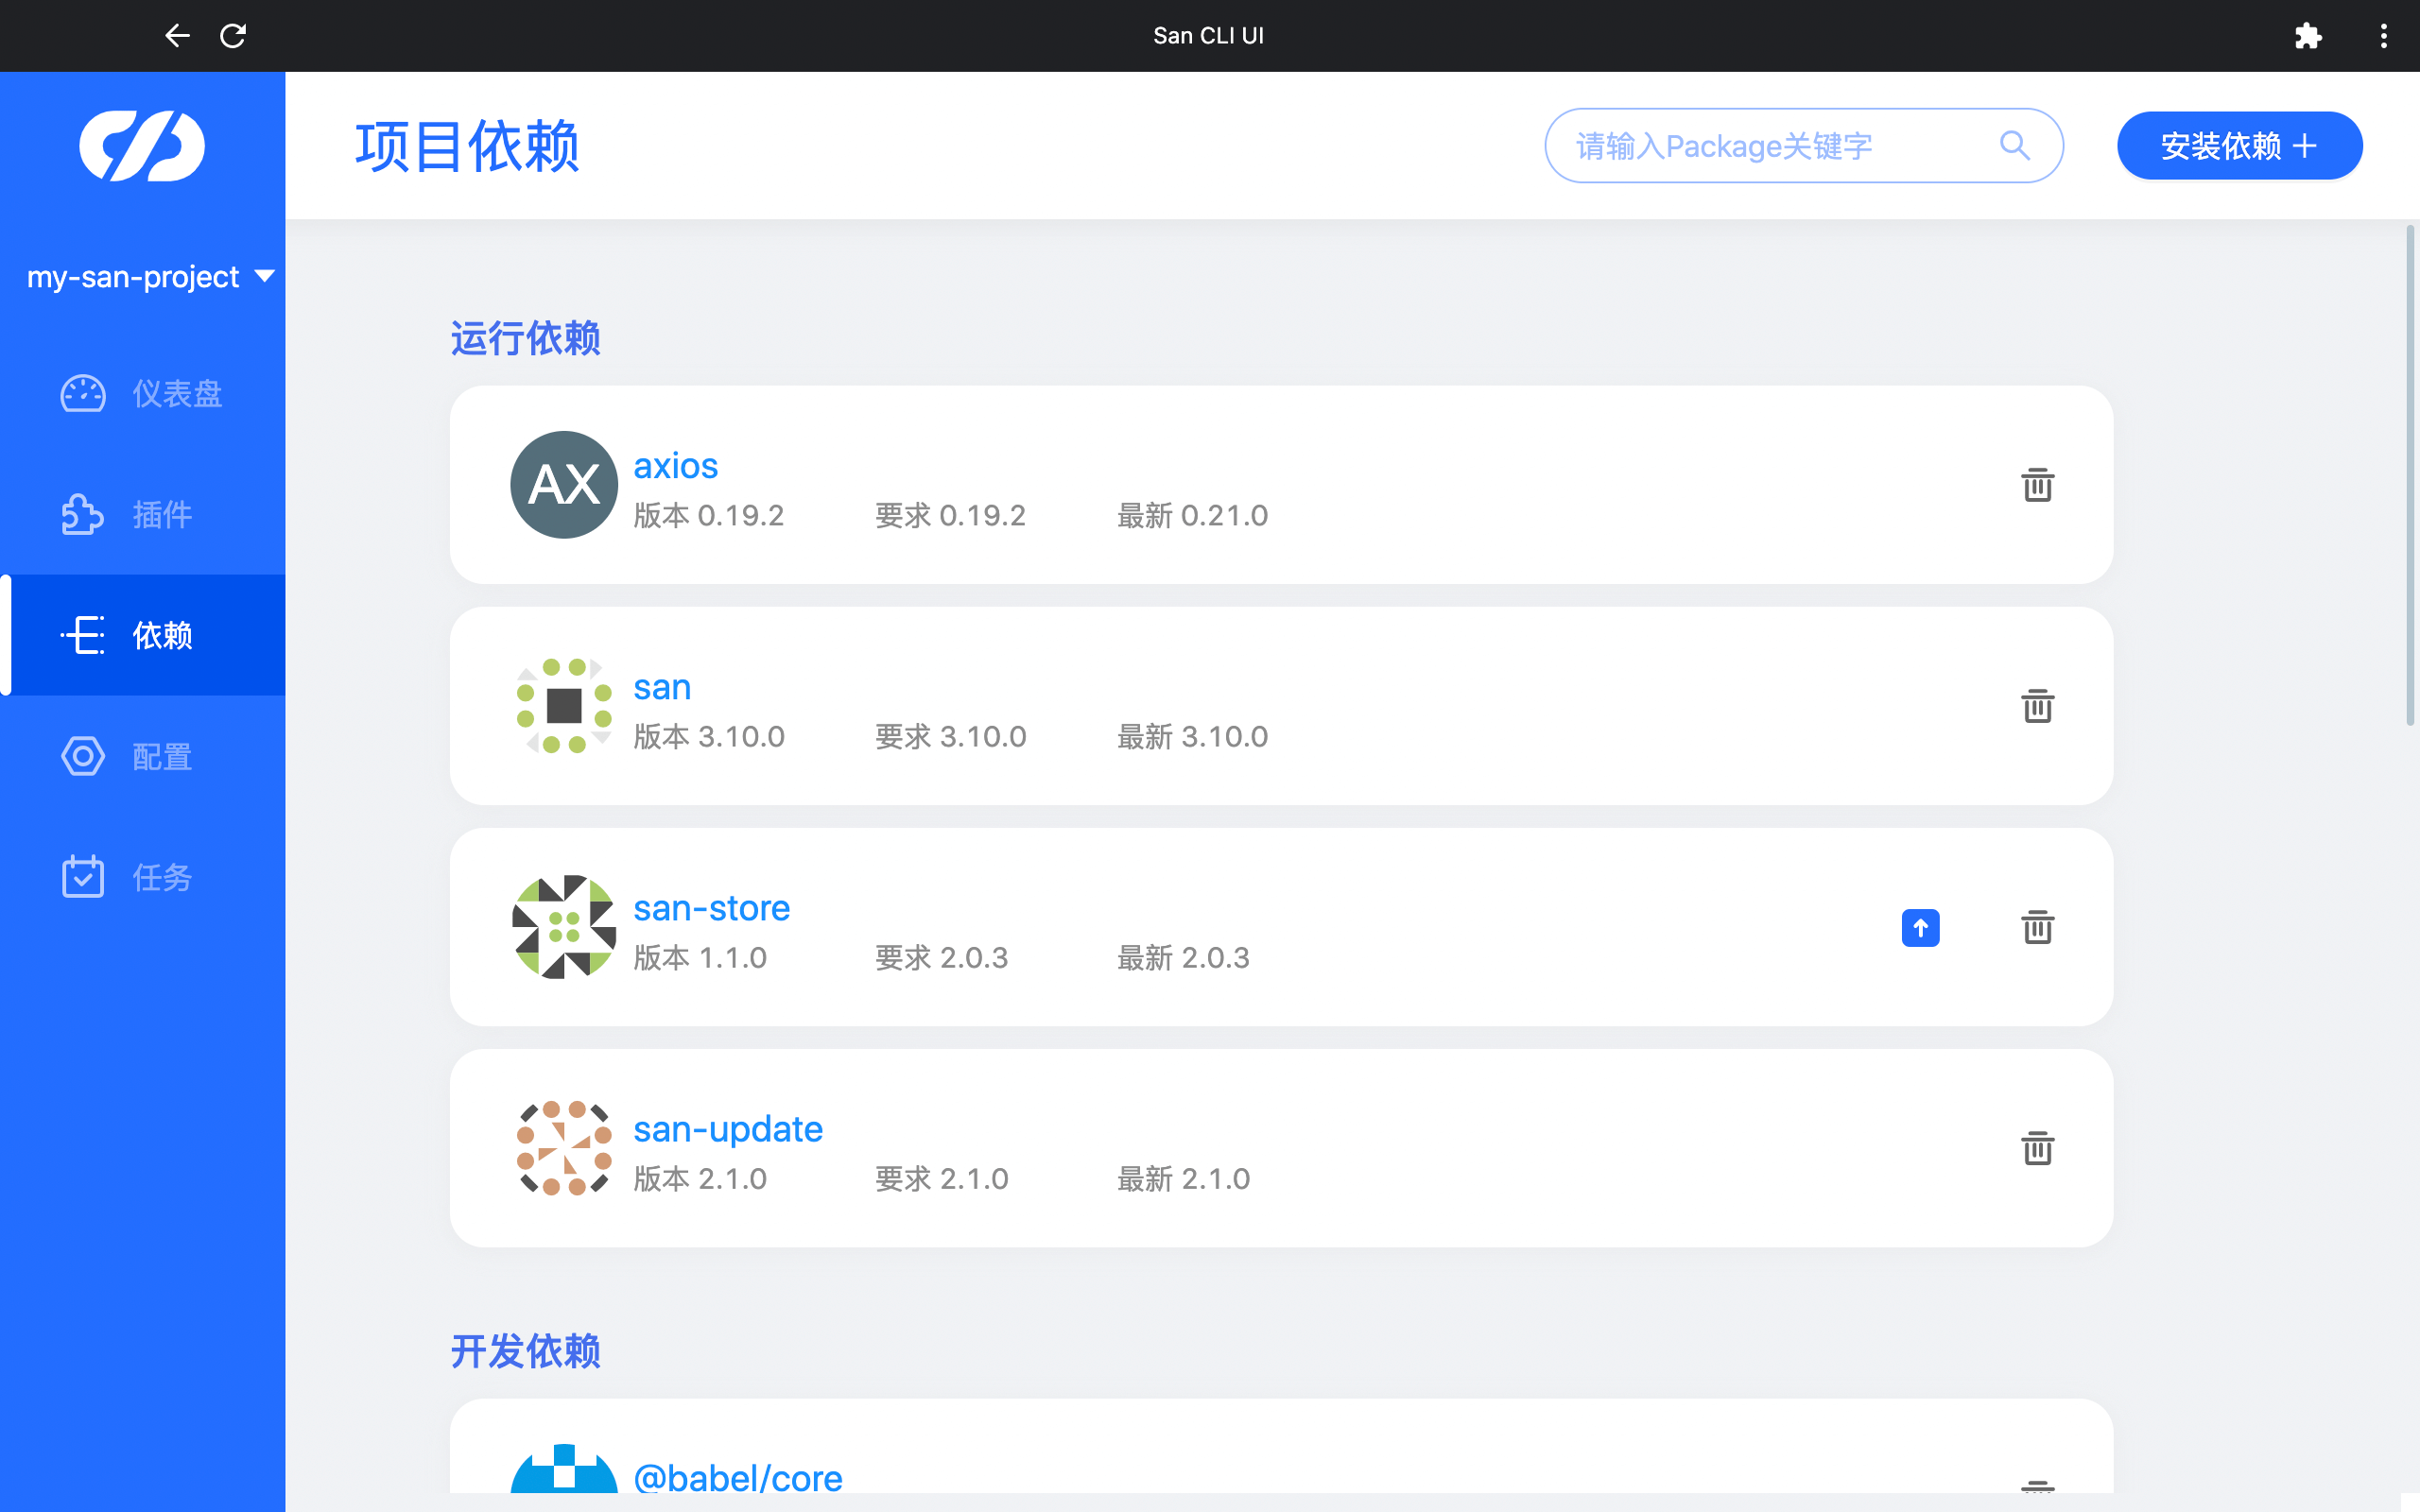 San CLI UI
my-san-project
仪表盘
插件
依赖
配置
任务
项目依赖
请输入Package关键字
安装依赖
运行依赖
AX
axios
版本 0.19.2 要求 0.19.2 最新 0.21.0
san
版本 3.10.0 要求 3.10.0 最新 3.10.0
san-store
版本 1.1.0 要求 2.0.3 最新 2.0.3
san-update
版本 2.1.0 要求 2.1.0 最新 2.1.0
开发依赖
@babel/core